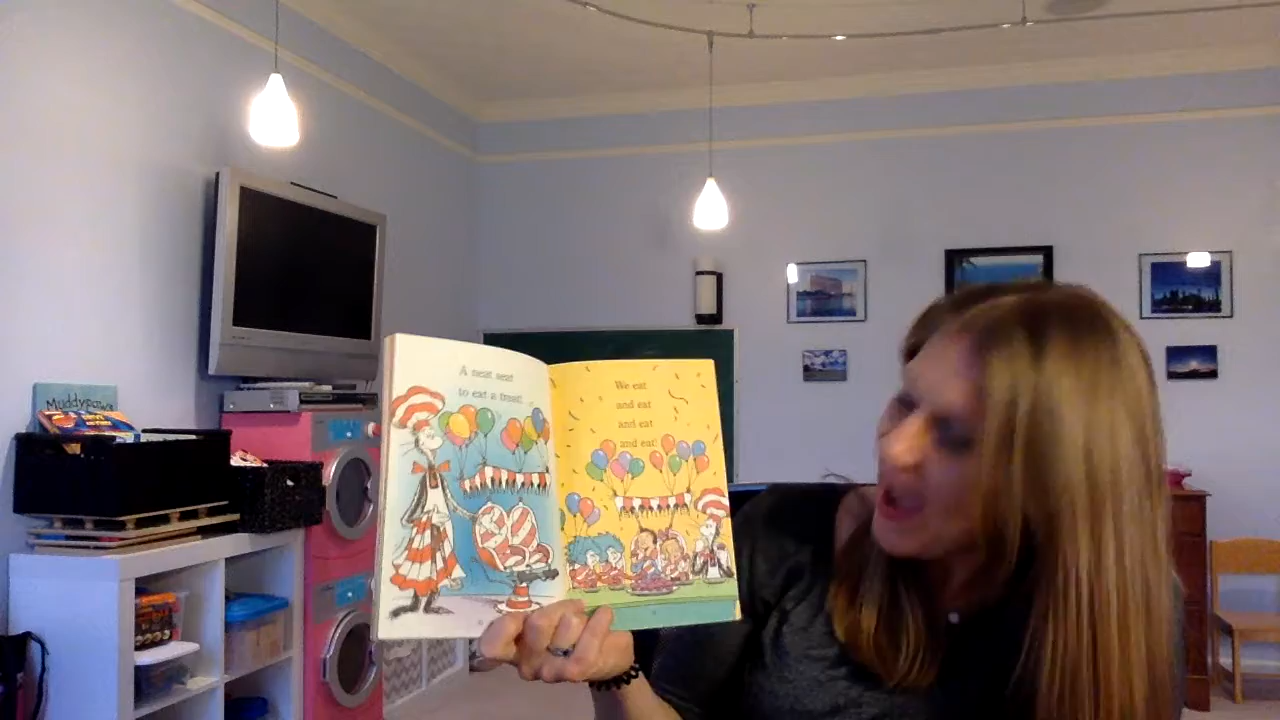 Muddypaws
A neat seat
to eat a treat!
We eat
and eat
and eat
and eat!